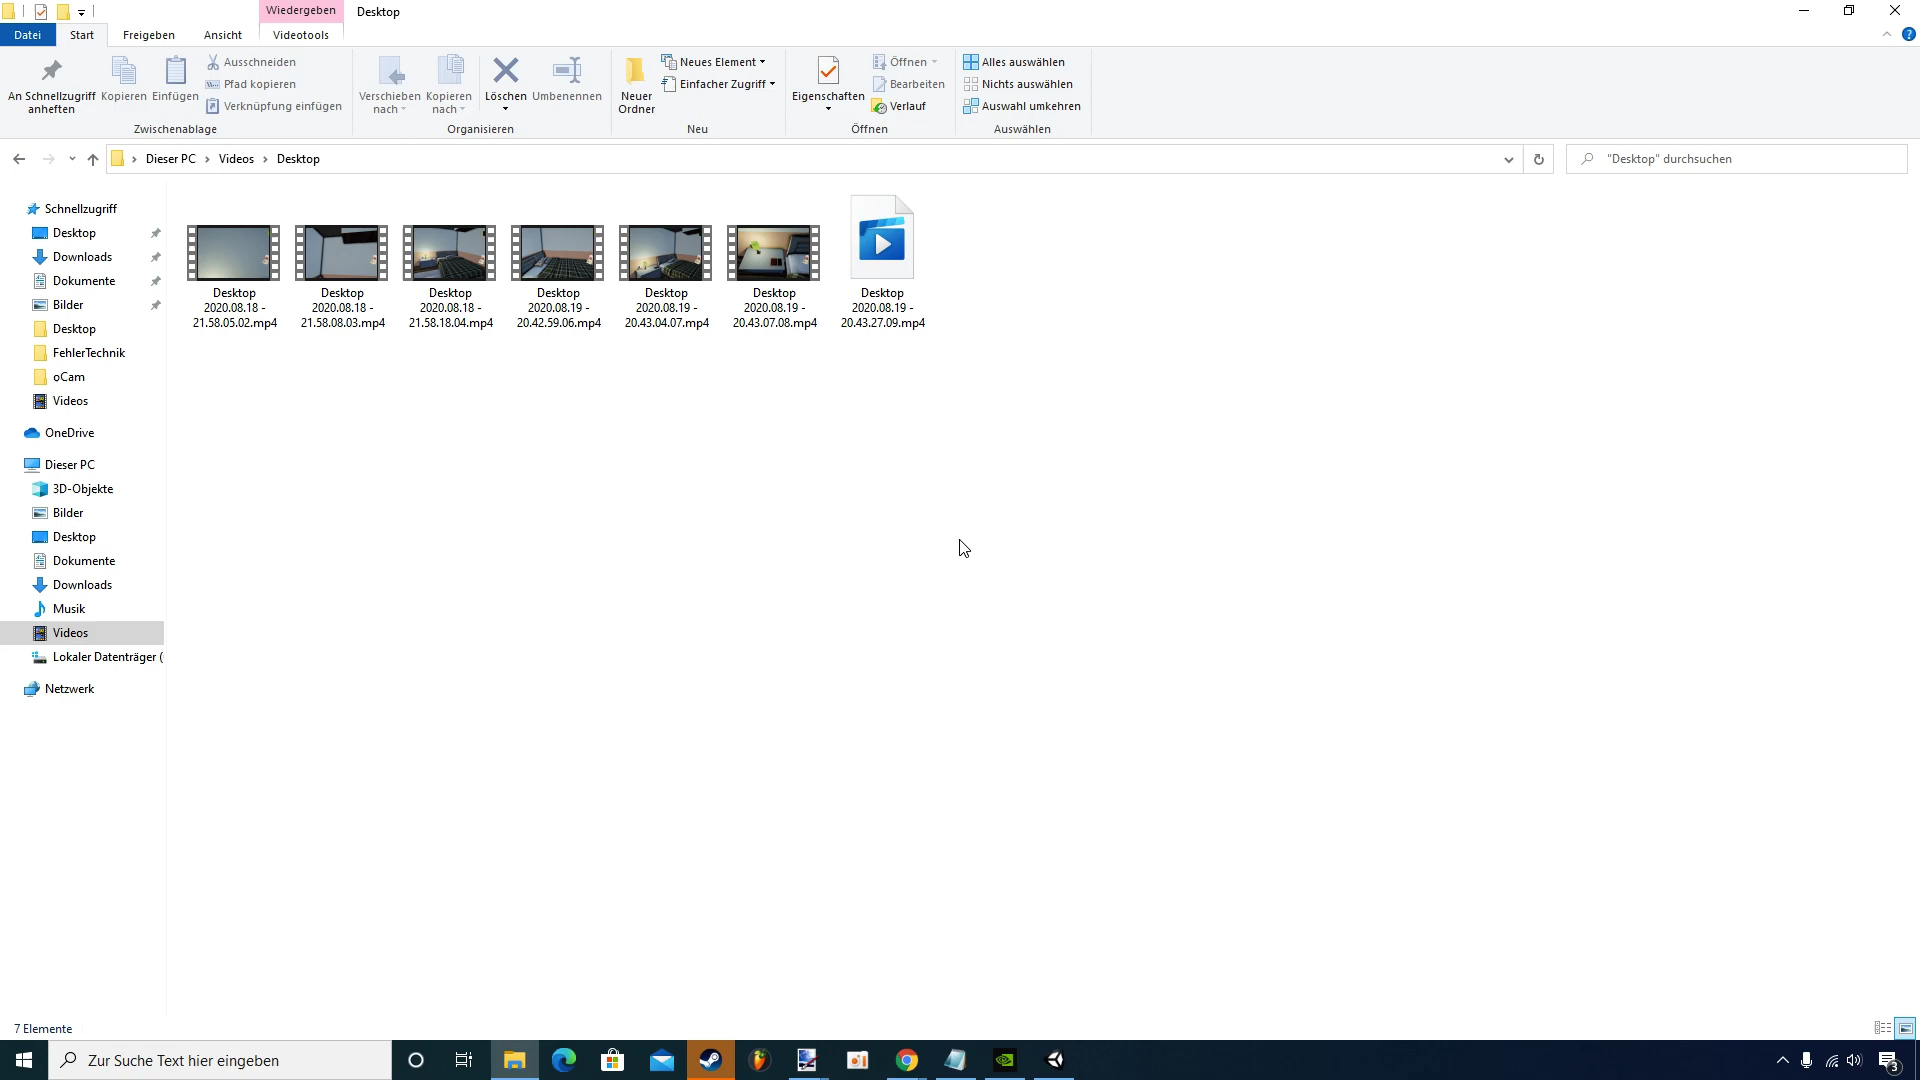 Wiedergeben
Desktop
Datei
Start
Freigeben
Ansicht
Videotools
An Schnellzugriff
anheften
Kopieren
Einfügen
Ausschneiden
Pfad kopieren
Verknüpfung einfügen
Zwischenablage
Verschieben
nach
Kopieren
nach
Löschen
Umbenennen
Organisieren
Neuer
Ordner
Neues Element
Einfacher Zugriff
Neu
Eigenschaften
Öffnen
Bearbeiten
Verlauf
Öffnen
Alles auswählen
Nichts auswählen
Auswahl umkehren
Auswählen
Dieser PC
Videos
Desktop
"Desktop" durchsuchen
Schnellzugriff
Desktop
Downloads
Dokumente
Bilder
Desktop
FehlerTechnik
oCam
Videos
OneDrive
Dieser PC
3D-Objekte
Bilder
Desktop
Dokumente
Downloads
Musik
Videos
Lokaler Datenträger (
Netzwerk
Desktop
2020.08.18 -
21.58.05.02.mp4
Desktop
2020.08.18 -
21.58.08.03.mp4
Desktop
2020.08.18 -
21.58.18.04.mp4
Desktop
2020.08.19 -
20.42.59.06.mp4
Desktop
2020.08.19 -
20.43.04.07.mp4
Desktop
2020.08.19 -
20.43.07.08.mp4
Desktop
2020.08.19 -
20.43.27.09.mp4
7 Elemente
Zur Suche Text hier eingeben
3